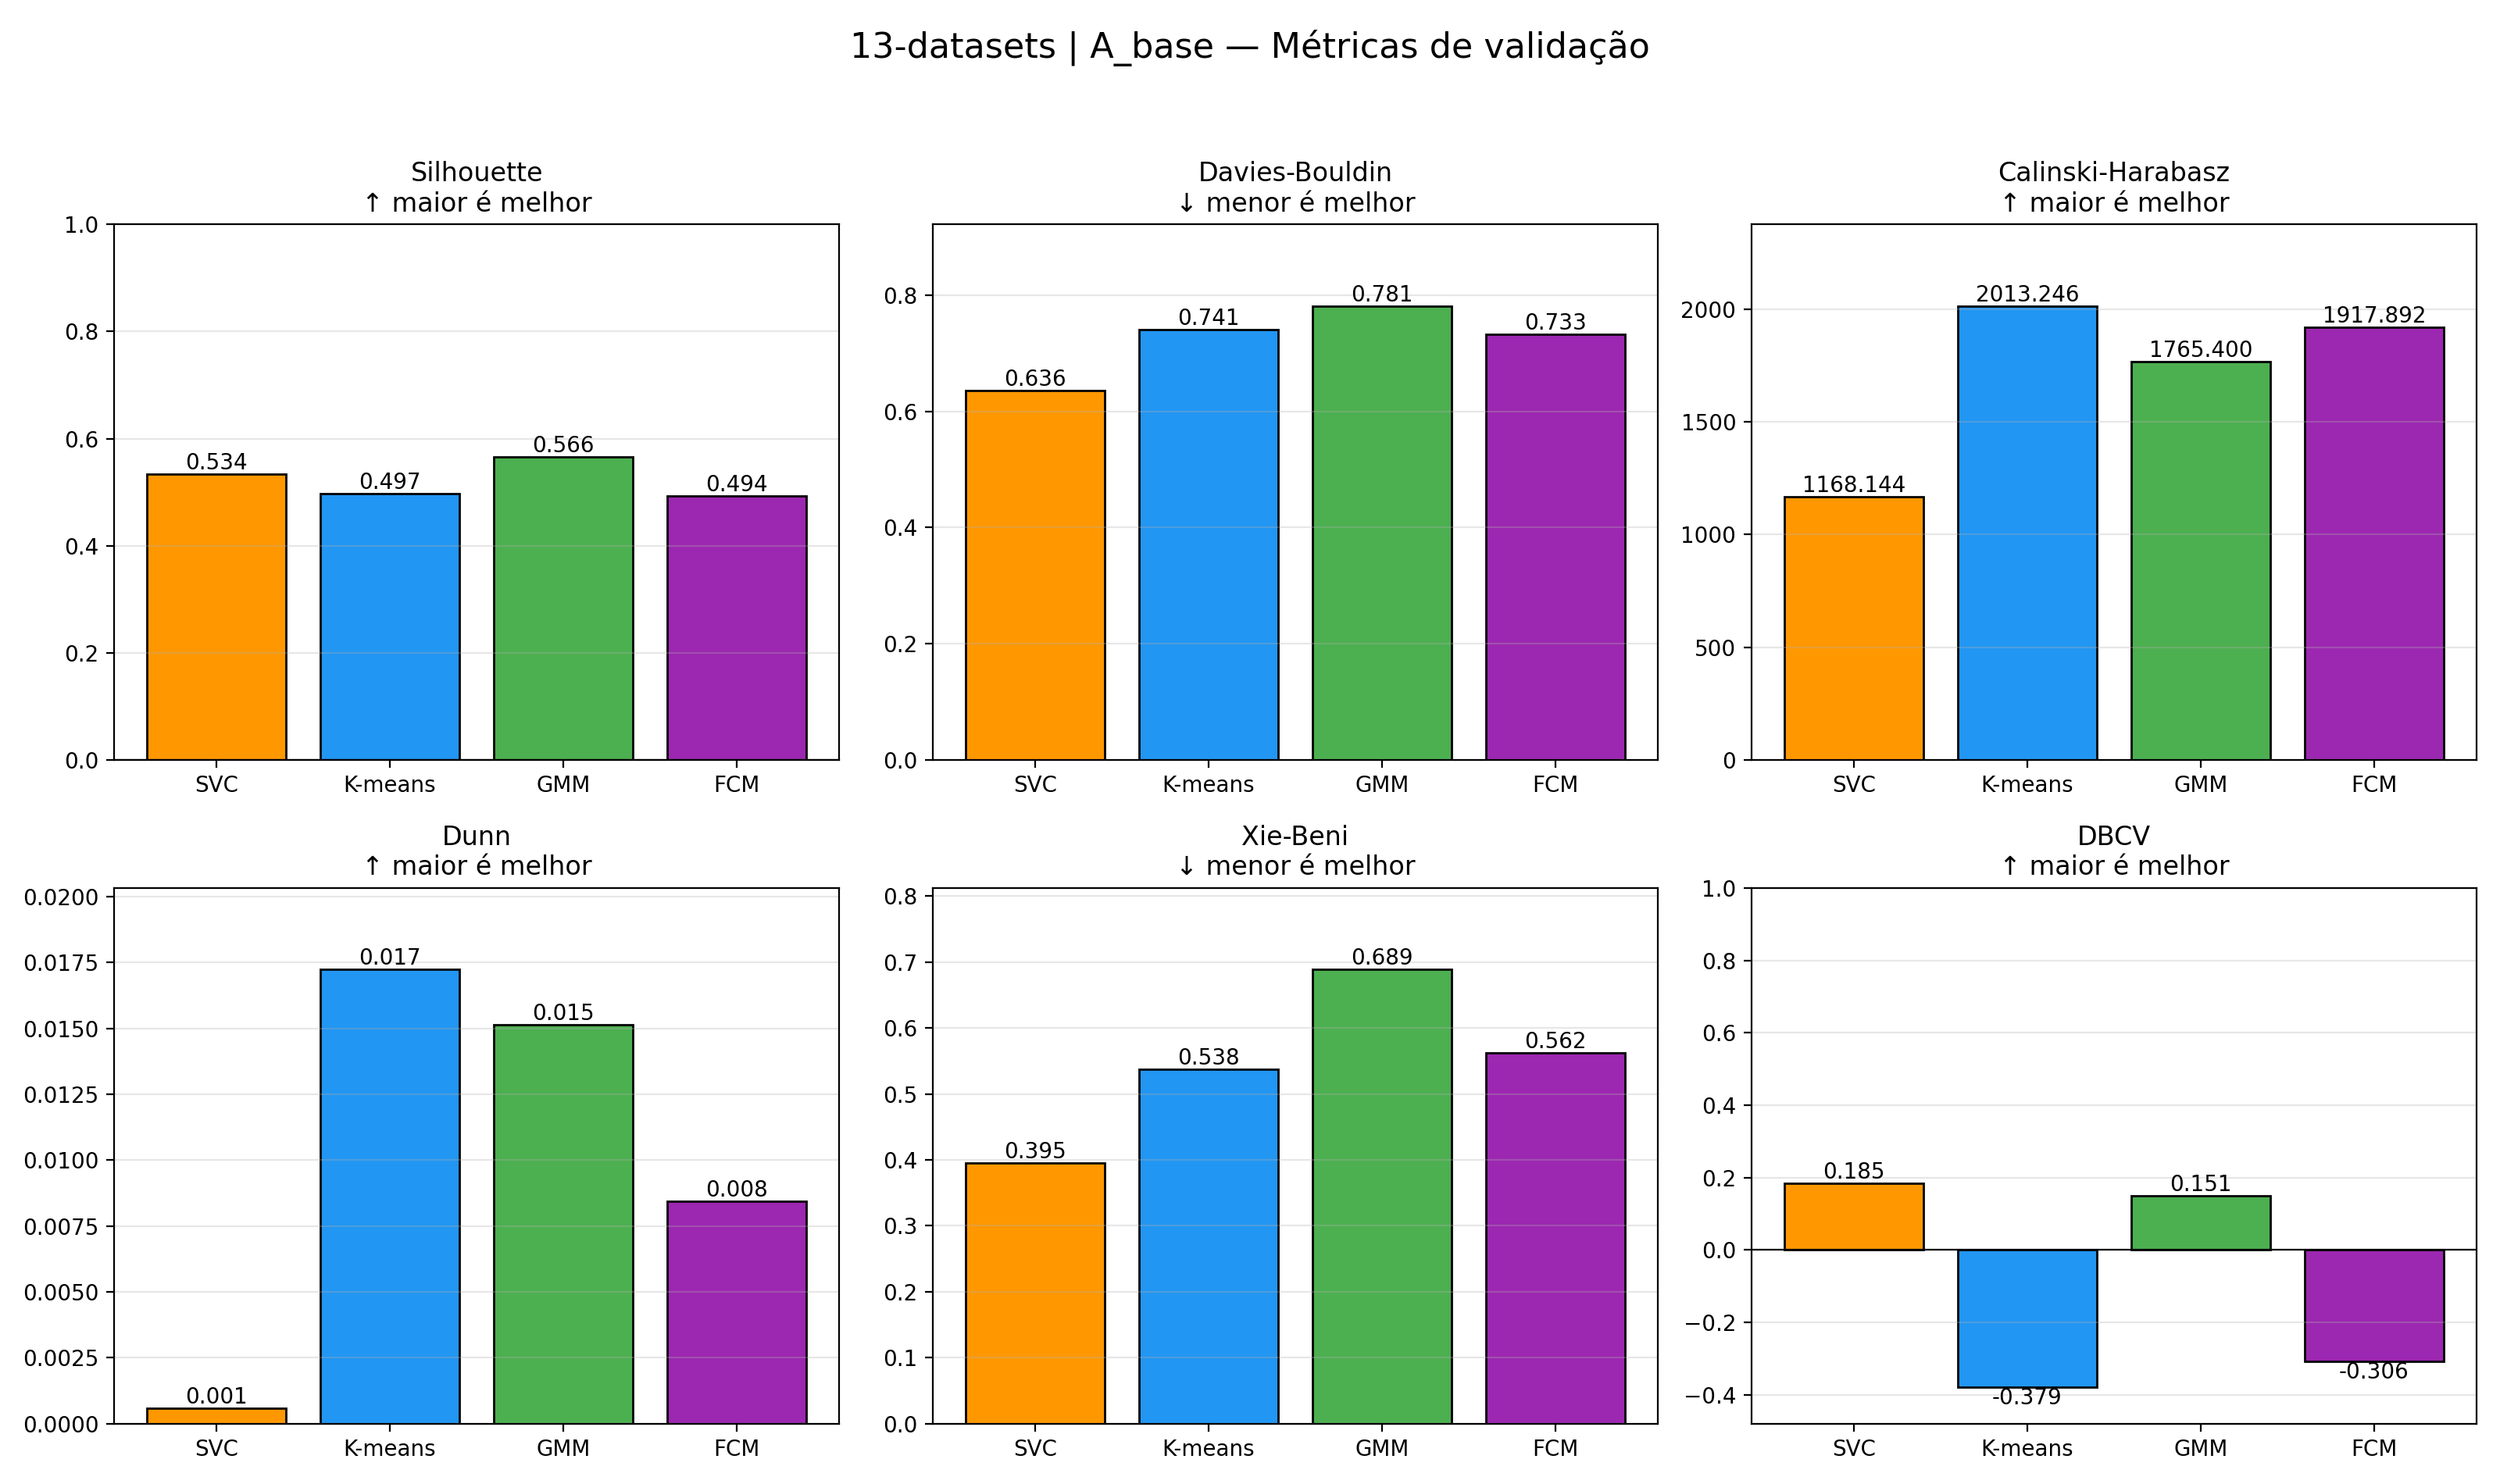 13-datasets | A_base — Métricas de validação
Silhouette
↑ maior é melhor
1.0
0.8
0.6
0.4
0.2
0.0
0.534
0.497
0.566
0.494
SVC
K-means
GMM
FCM
Davies-Bouldin
↓ menor é melhor
0.8
0.6
0.4
0.2
0.0
0.636
0.741
0.781
0.733
SVC
K-means
GMM
FCM
Calinski-Harabasz
↑ maior é melhor
2000
1500
1000
500
0
1168.144
2013.246
1765.400
1917.892
SVC
K-means
GMM
FCM
Dunn
↑ maior é melhor
0.0200
0.0175
0.0150
0.0125
0.0100
0.0075
0.0050
0.0025
0.0000
0.001
0.017
0.015
0.008
SVC
K-means
GMM
FCM
Xie-Beni
↓ menor é melhor
0.8
0.7
0.6
0.5
0.4
0.3
0.2
0.1
0.0
0.395
0.538
0.689
0.562
SVC
K-means
GMM
FCM
DBCV
↑ maior é melhor
1.0
0.8
0.6
0.4
0.2
0.0
−0.2
−0.4
0.185
-0.379
0.151
-0.306
SVC
K-means
GMM
FCM